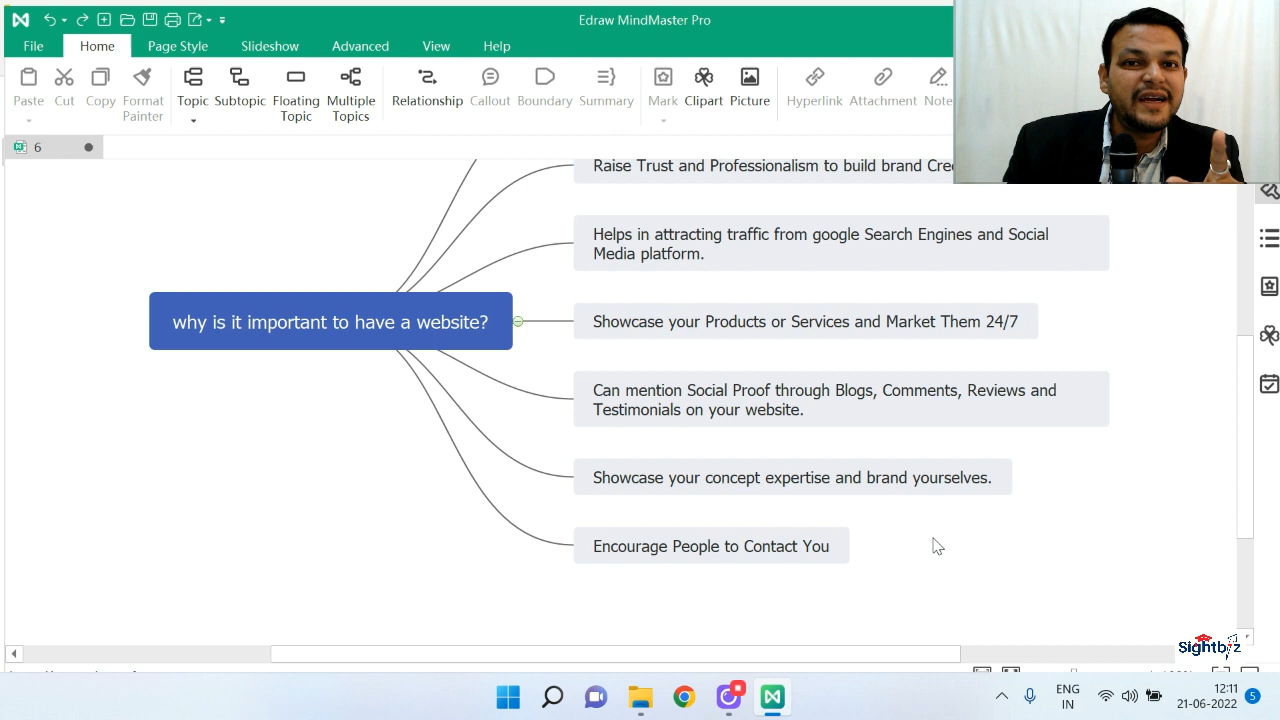 Edraw MindMaster Pro
File Home Page Style Slideshow Advanced View Help
Paste Cut Copy Format Painter Topic Subtopic Floating Topic Multiple Topics Relationship Callout Boundary Summary Mark Clipart Picture Hyperlink Attachment Note
6
Raise Trust and Professionalism to build brand
Helps in attracting traffic from google Search Engines and Social
Media platform.
why is it important to have a website?
Showcase your Products or Services and Market Them 24/7
Can mention Social Proof through Blogs, Comments, Reviews and
Testimonials on your website.
Showcase your concept expertise and brand yourselves.
Encourage People to Contact You
Sightbiz
ENG
IN
12:11
21-06-2022
5